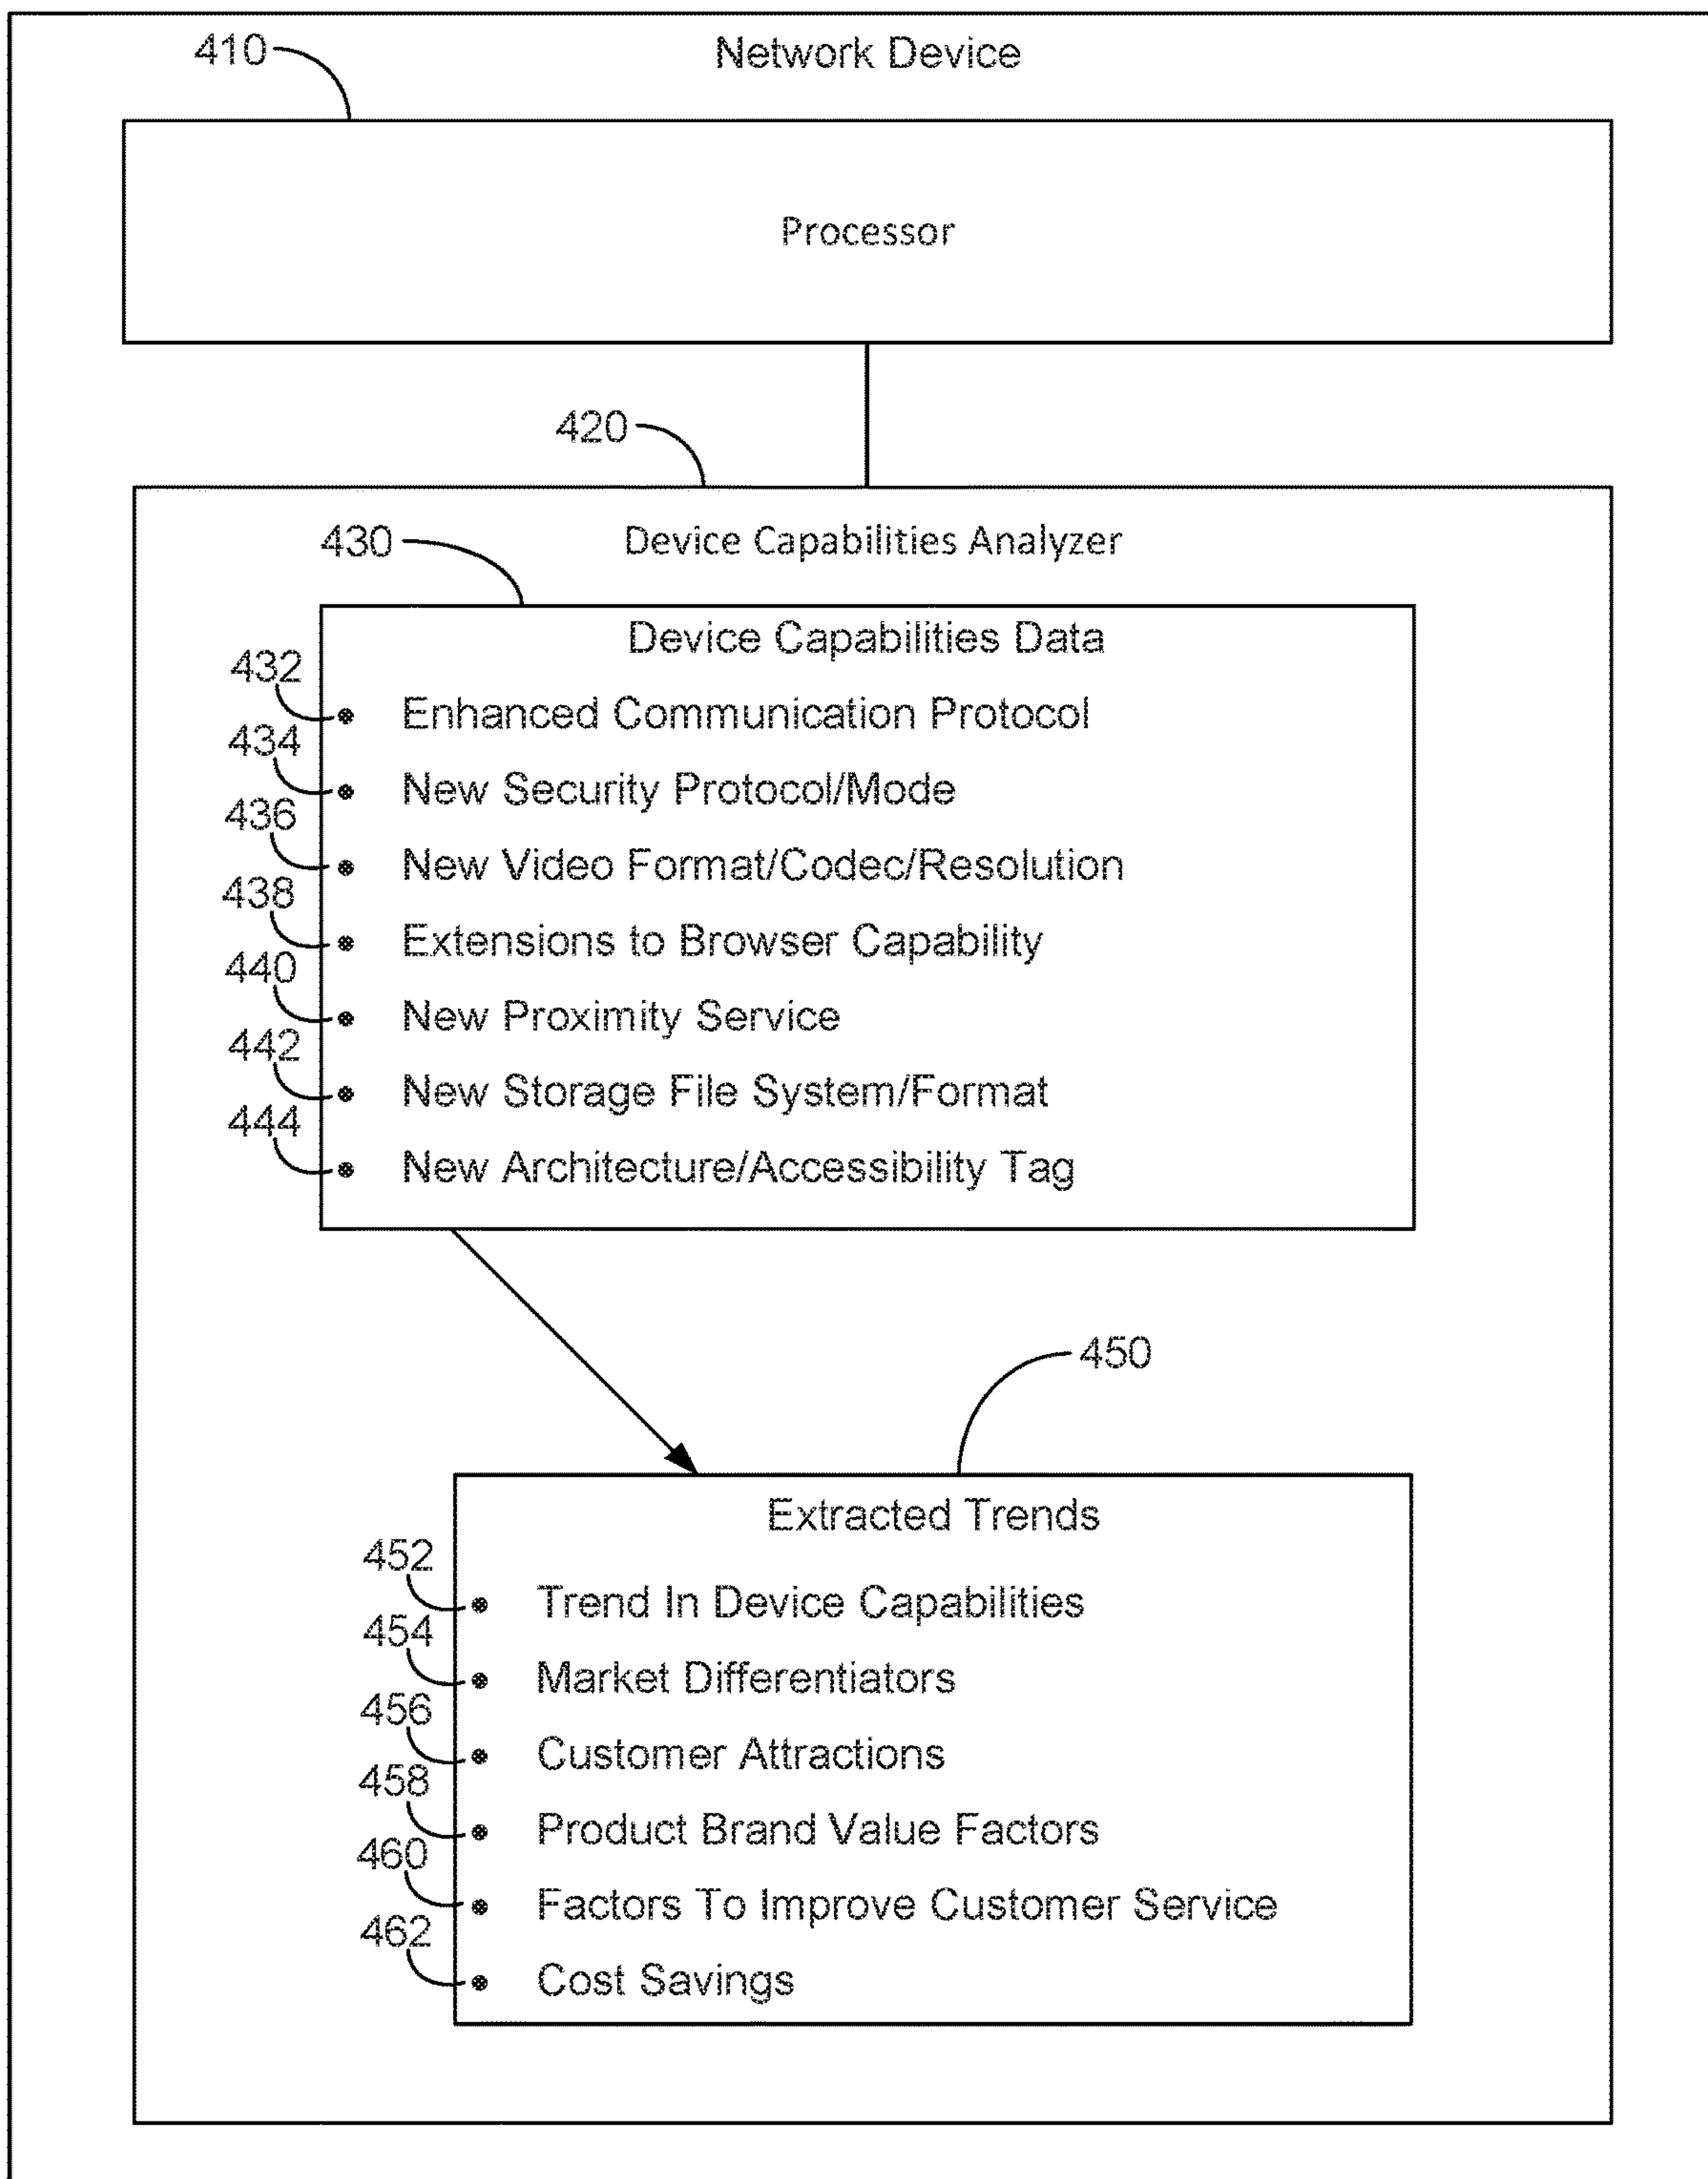 410
Network Device
Processor
420
Device Capabilities Analyzer
430
Device Capabilities Data
432
Enhanced Communication Protocol
434
New Security Protocol/Mode
436
New Video Format/Codec/Resolution
438
Extensions to Browser Capability
440
New Proximity Service
442
New Storage File System/Format
444
New Architecture/Accessibility Tag
450
Extracted Trends
452
Trend In Device Capabilities
454
Market Differentiators
456
Customer Attractions
458
Product Brand Value Factors
460
Factors To Improve Customer Service
462
Cost Savings